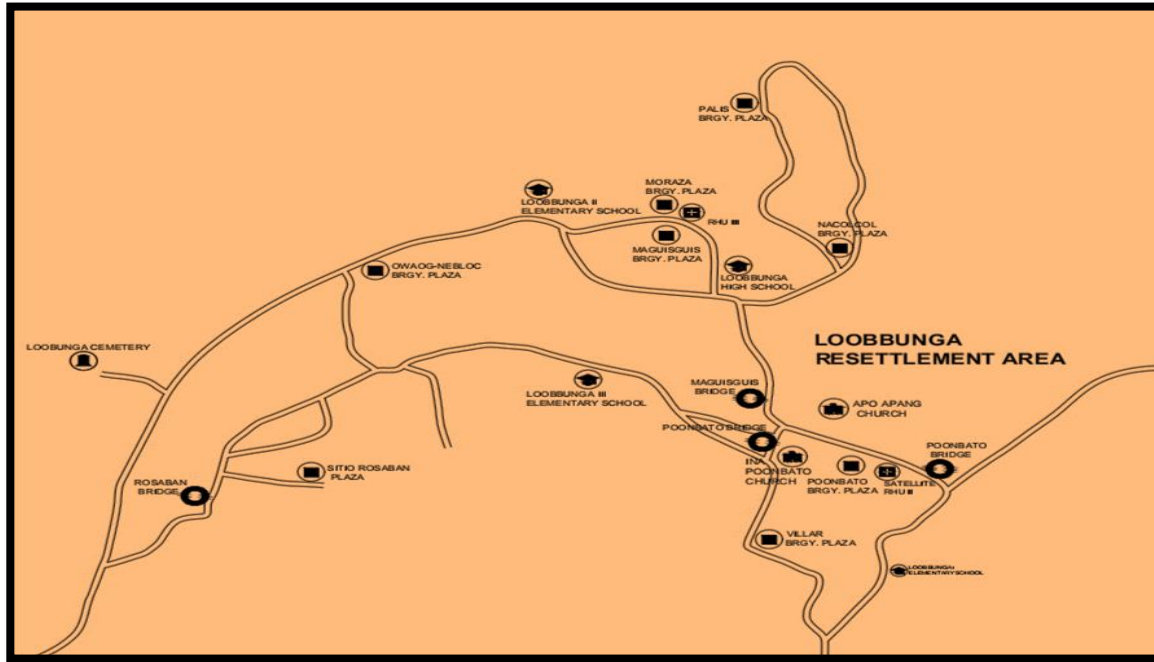 PALIS
BRGY. PLAZA
MORAZA
BRGY. PLAZA
LOOBBUNGA II
ELEMENTARY SCHOOL
RHU III
NACOLCOL
BRGY. PLAZA
MAGUISGUIS
BRGY. PLAZA
OWAOG-NEBLOC
BRGY. PLAZA
LOOBBUNGA
HIGH SCHOOL
LOOBBUNGA
RESETTLEMENT AREA
LOOBUNGA CEMETERY
LOOBBUNGA III
ELEMENTARY SCHOOL
MAGUISGUIS
BRIDGE
APO APANG
CHURCH
POONBATO BRIDGE
POONBATO
BRIDGE
INA
POONBATO
CHURCH
SITIO ROSABAN
PLAZA
ROSABAN
BRIDGE
POONBATO
BRGY. PLAZA
SATELLITE
RHU III
VILLAR
BRGY. PLAZA
ELEMENTARY SCHOOL